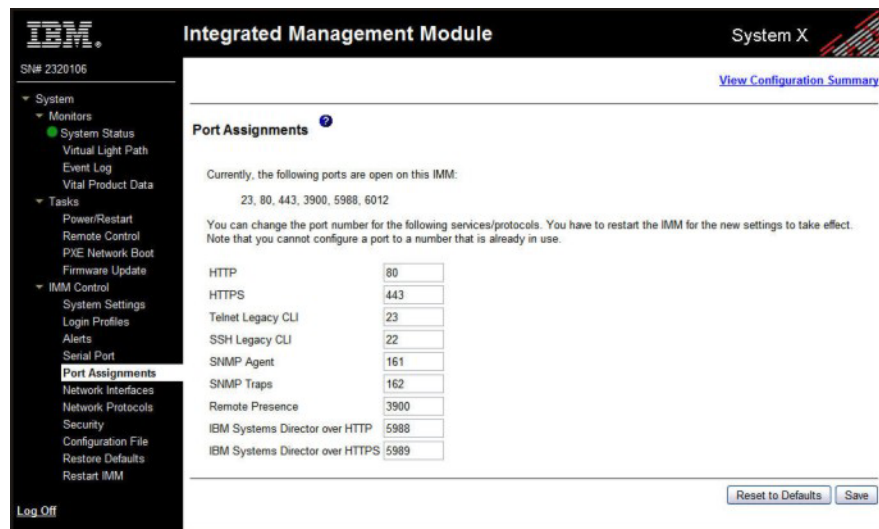 IBM.
Integrated Management Module
System X
SN# 2320106
View Configuration Summary
System
Monitors
System Status
Virtual Light Path
Event Log
Vital Product Data
Tasks
Power/Restart
Remote Control
PXE Network Boot
Firmware Update
IMM Control
System Settings
Login Profiles
Alerts
Serial Port
Port Assignments
Network Interfaces
Network Protocols
Security
Configuration File
Restore Defaults
Restart IMM
Log Off
Port Assignments ?
Currently, the following ports are open on this IMM:
23, 80, 443, 3900, 5988, 6012
You can change the port number for the following services/protocols. You have to restart the IMM for the new settings to take effect.
Note that you cannot configure a port to a number that is already in use.
HTTP 80
HTTPS 443
Telnet Legacy CLI 23
SSH Legacy CLI 22
SNMP Agent 161
SNMP Traps 162
Remote Presence 3900
IBM Systems Director over HTTP 5988
IBM Systems Director over HTTPS 5989
Reset to Defaults Save